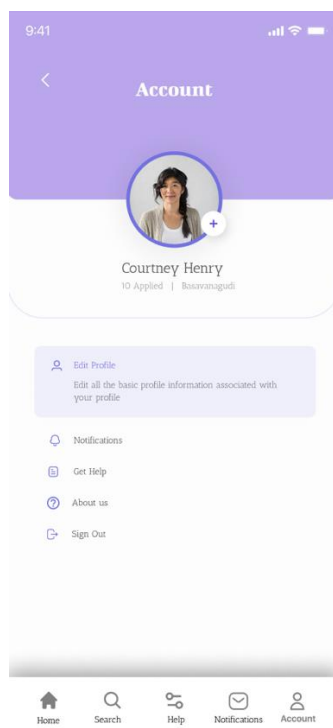 9:41
Account
Courtney Henry
10 Applied | Basavanagudi
Edit Profile
Edit all the basic profile information associated with
your profile
Notifications
Get Help
About us
Sign Out
Home Search Help Notifications Account